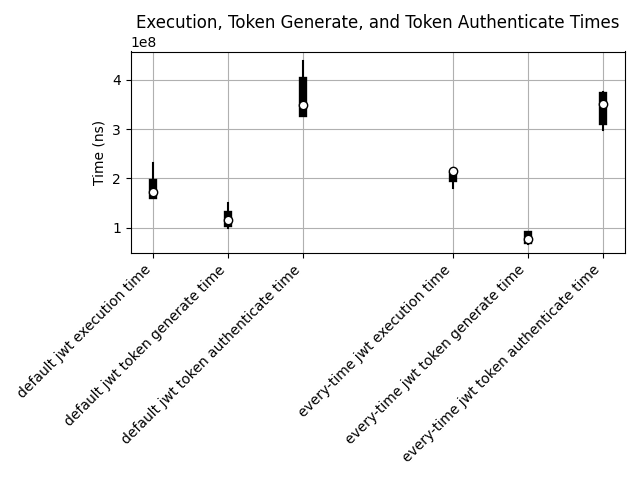 Execution, Token Generate, and Token Authenticate Times
1e8
4
3
2
1
Time (ns)
default jwt execution time
default jwt token generate time
default jwt token authenticate time
every-time jwt execution time
every-time jwt token generate time
every-time jwt token authenticate time